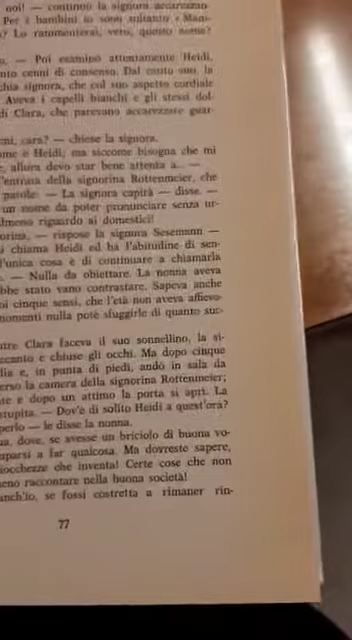 noi! — continuò la signora accarezzan-
Per i bambini io sono soltanto « Mam-
? Lo rammenterai, vero, questo nome?
— Poi esaminò attentamente Heidi,
cenni di consenso. Dal canto suo, la
chia signora, che col suo aspetto cordiale
Aveva i capelli bianchi e gli stessi dol-
di Clara, che parevano accarezzare guar-
cara? — chiese la signora.
me è Heidi; ma siccome bisogna che mi
allora devo star bene attenta a.. —
l'entrata della signorina Rottenmeier, che
parole: — La signora capirà — disse. —
un nome da poter pronunciare senza ur-
riguardo ai domestici!
— rispose la signora Sesemann —
si chiama Heidi ed ha l'abitudine di sen-
l'unica cosa è di continuare a chiamarla
— Nulla da obiettare. La nonna aveva
bbe stato vano contrastare. Sapeva anche
oi cinque sensi, che l'età non aveva affievo-
momenti nulla poté sfuggirle di quanto suc-
tre Clara faceva il suo sonnellino, la si-
accanto e chiuse gli occhi. Ma dopo cinque
e, in punta di piedi, andò in sala da
erso la camera della signorina Rottenmeier;
te e dopo un attimo la porta si aprì. La
stupita. — Dov'è di solito Heidi a quest'ora?
perlo — le disse la nonna.
dove, se avesse un briciolo di buona vo-
uparsi a far qualcosa. Ma dovreste sapere,
iocchezze che inventa! Certe cose che non
meno raccontare nella buona società!
anch'io, se fossi costretta a rimaner rin-
77